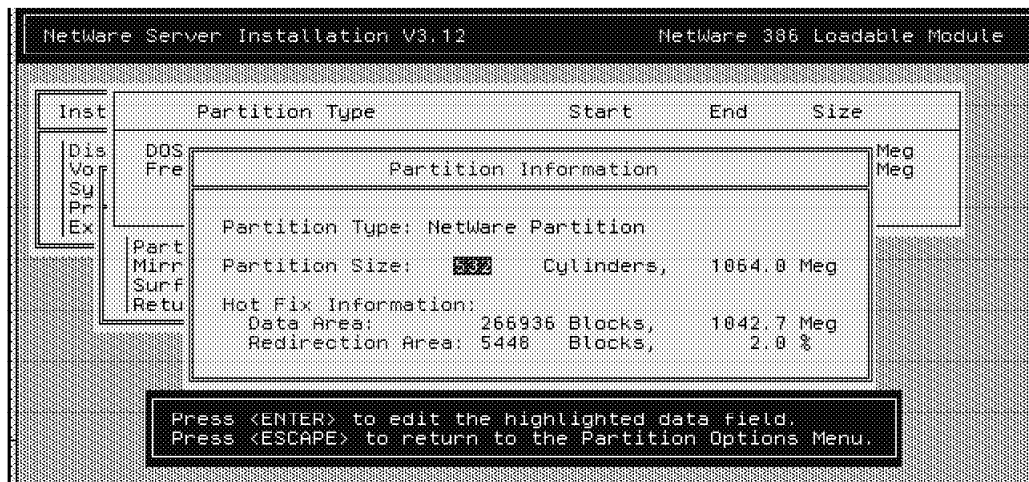 NetWare Server Installation V3.12 NetWare 386 Loadable Module
Inst Partition Type Start End Size
Dis DOS Meg
Vo Fre Meg
Partition Information
Sy
Pr
Ex
Partition Type: NetWare Partition
Part
Mirr Partition Size: 532 Cylinders, 1064.0 Meg
Surf
Retu Hot Fix Information:
Data Area: 266936 Blocks, 1042.7 Meg
Redirection Area: 5448 Blocks, 2.0 %
Press <ENTER> to edit the highlighted data field.
Press <ESCAPE> to return to the Partition Options Menu.